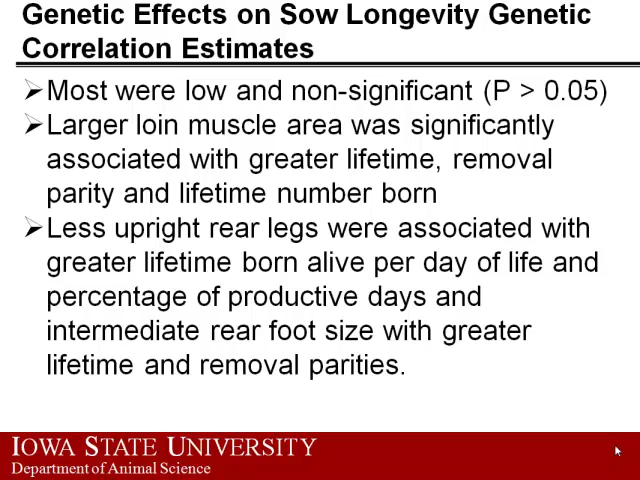 Genetic Effects on Sow Longevity Genetic
Correlation Estimates
➢Most were low and non-significant (P > 0.05)
➢Larger loin muscle area was significantly
associated with greater lifetime, removal
parity and lifetime number born
➢Less upright rear legs were associated with
greater lifetime born alive per day of life and
percentage of productive days and
intermediate rear foot size with greater
lifetime and removal parities.
IOWA STATE UNIVERSITY
Department of Animal Science